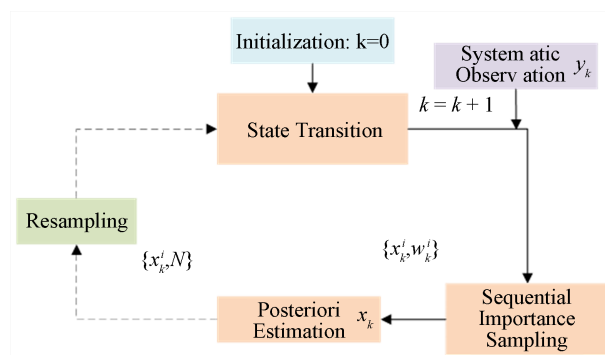 Initialization: k=0
System atic
Observ ation y_k
k = k + 1
State Transition
Resampling
{x_k^i,N}
{x_k^i,w_k^i}
Posteriori
Estimation x_k
Sequential
Importance
Sampling